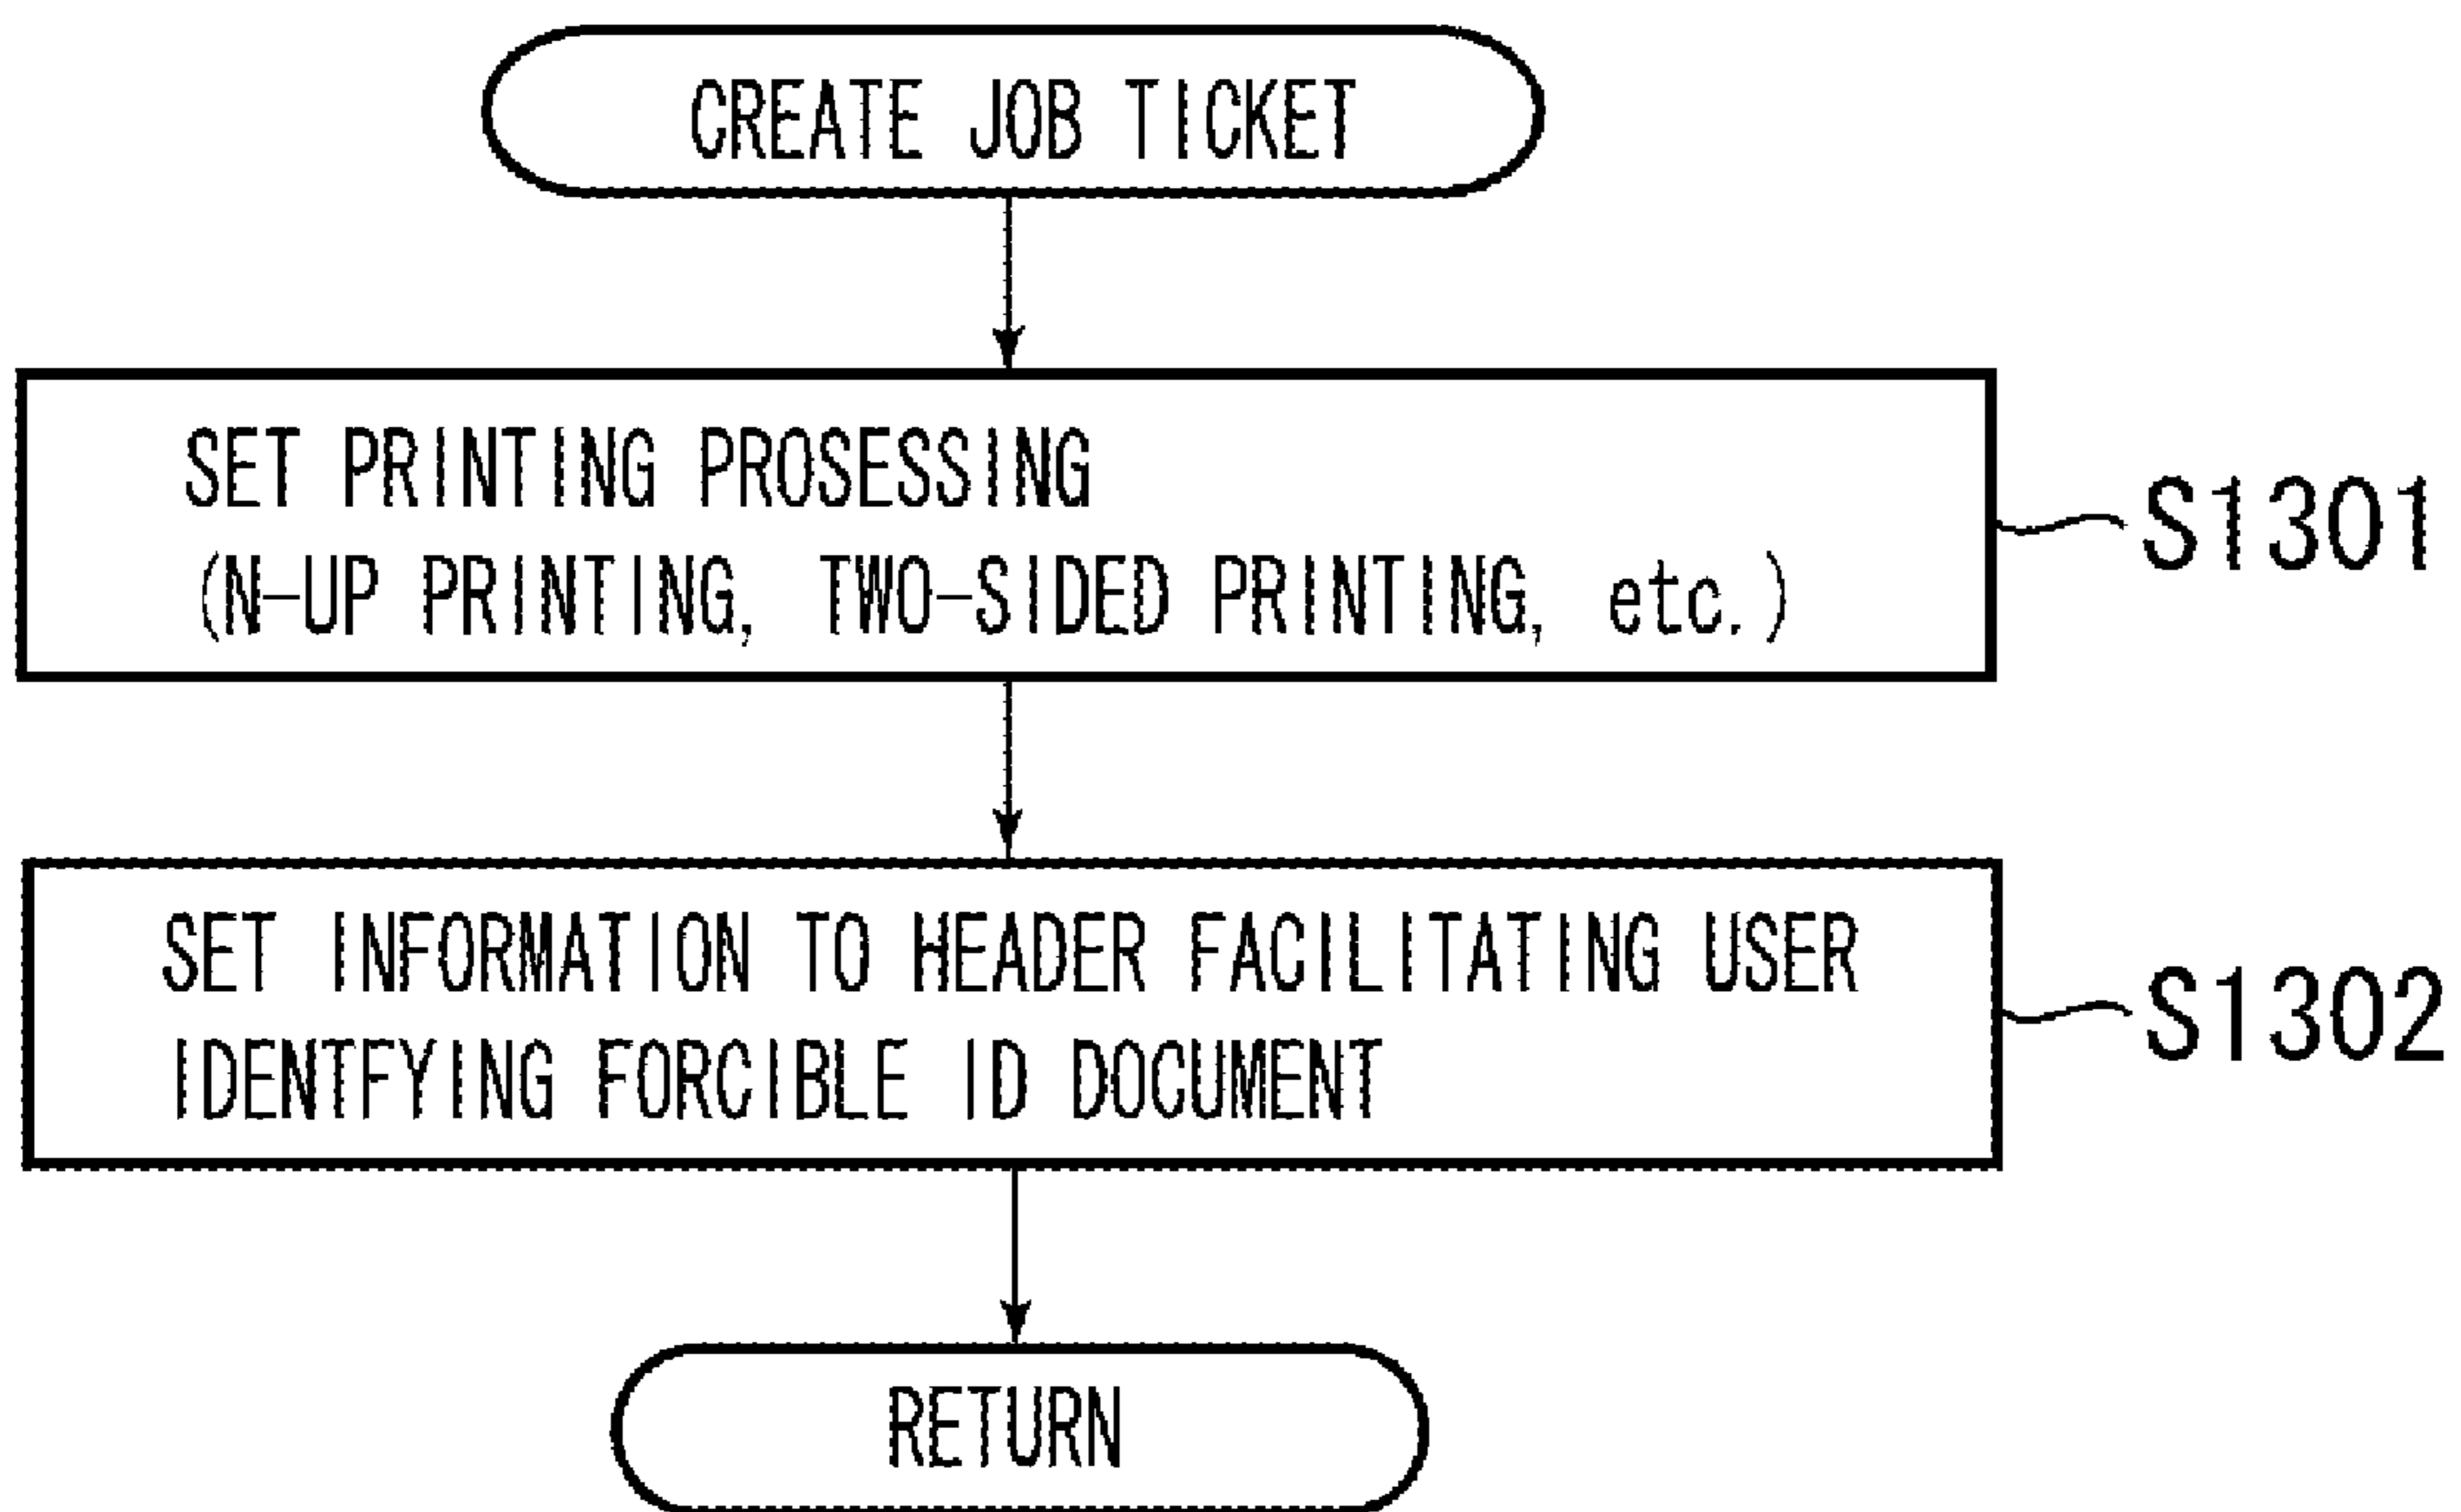 CREATE JOB TICKET
SET PRINTING PROSESSING
(N-UP PRINTING, TWO-SIDED PRINTING, etc.)
S1301
SET INFORMATION TO HEADER FACILITATING USER
IDENTFYING FORCIBLE ID DOCUMENT
S1302
RETURN